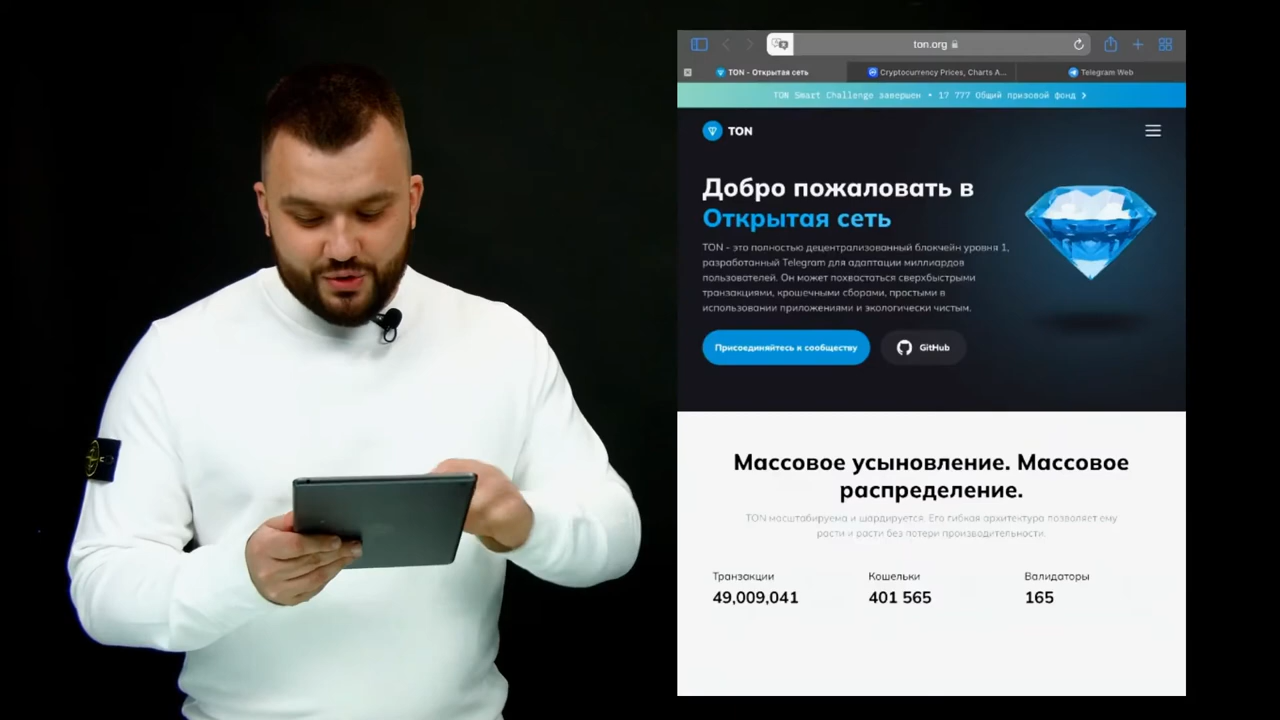 ton.org
TON - Открытая сеть
Cryptocurrency Prices, Charts A...
Telegram Web
TON Smart Challenge завершен • 17 777 Общий призовой фонд
TON
Добро пожаловать в
Открытая сеть
TON - это полностью децентрализованный блокчейн уровня 1,
разработанный Telegram для адаптации миллиардов
пользователей. Он может похвастаться сверхбыстрыми
транзакциями, крошечными сборами, простыми в
использовании приложениями и экологически чистым.
Присоединяйтесь к сообществу
GitHub
Массовое усыновление. Массовое
распределение.
TON масштабируема и шардируется. Его гибкая архитектура позволяет ему
расти и расти без потери производительности.
Транзакции
Кошельки
Валидаторы
49,009,041
401 565
165